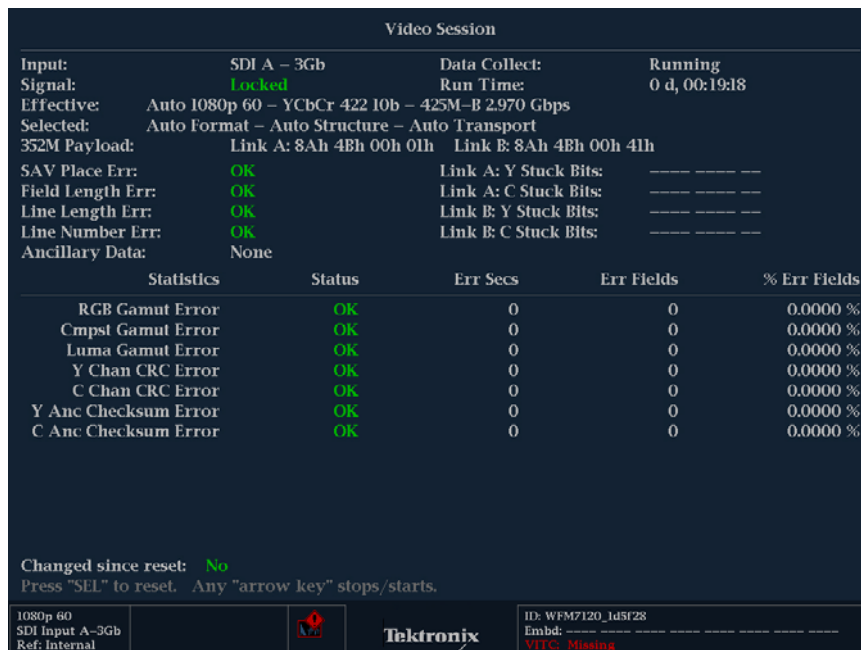 Video Session
Input: SDI A – 3Gb Data Collect: Running
Signal: Locked Run Time: 0 d, 00:19:18
Effective: Auto 1080p 60 – YCbCr 422 10b – 425M–B 2.970 Gbps
Selected: Auto Format – Auto Structure – Auto Transport
352M Payload: Link A: 8Ah 4Bh 00h 01h Link B: 8Ah 4Bh 00h 41h
SAV Place Err: OK Link A: Y Stuck Bits: –––– –––– ––
Field Length Err: OK Link A: C Stuck Bits: –––– –––– ––
Line Length Err: OK Link B: Y Stuck Bits: –––– –––– ––
Line Number Err: OK Link B: C Stuck Bits: –––– –––– ––
Ancillary Data: None
Statistics Status Err Secs Err Fields % Err Fields
RGB Gamut Error OK 0 0 0.0000 %
Cmpst Gamut Error OK 0 0 0.0000 %
Luma Gamut Error OK 0 0 0.0000 %
Y Chan CRC Error OK 0 0 0.0000 %
C Chan CRC Error OK 0 0 0.0000 %
Y Anc Checksum Error OK 0 0 0.0000 %
C Anc Checksum Error OK 0 0 0.0000 %
Changed since reset: No
Press "SEL" to reset. Any "arrow key" stops/starts.
1080p 60
SDI Input A–3Gb
Ref: Internal
Tektronix
ID: WFM7120_1d5f28
Embd: –––– –––– –––– –––– –––– –––– –––– ––––
VITC: Missing